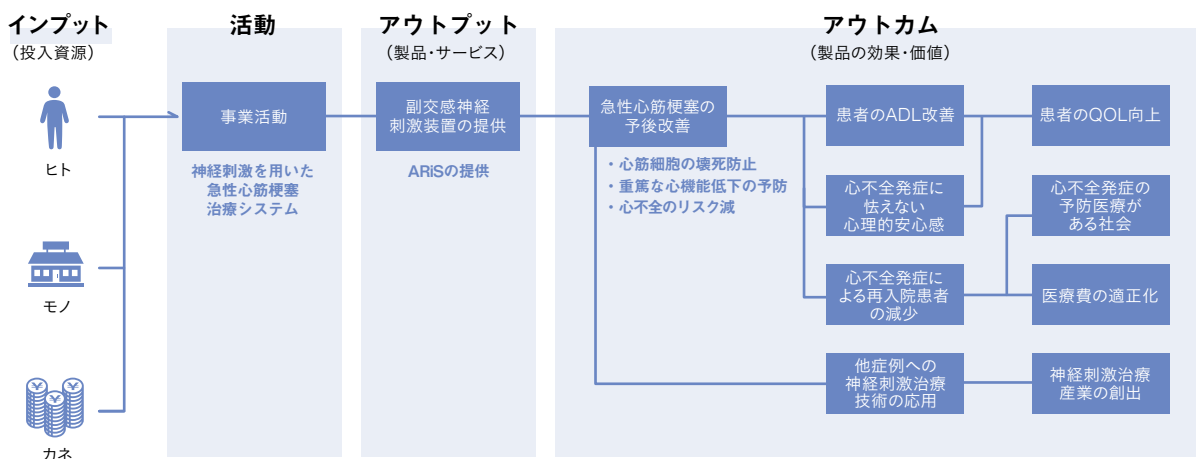 インプット
（投入資源）
ヒト
モノ
カネ
活動
事業活動
神経刺激を用いた
急性心筋梗塞
治療システム
アウトプット
（製品・サービス）
副交感神経
刺激装置の提供
ARiSの提供
アウトカム
（製品の効果・価値）
急性心筋梗塞の
予後改善
・心筋細胞の壊死防止
・重篤な心機能低下の予防
・心不全のリスク減
患者のADL改善
心不全発症に
怯えない
心理的安心感
心不全発症に
よる再入院患者
の減少
他症例への
神経刺激治療
技術の応用
患者のQOL向上
心不全発症の
予防医療が
ある社会
医療費の適正化
神経刺激治療
産業の創出
¥
¥
¥